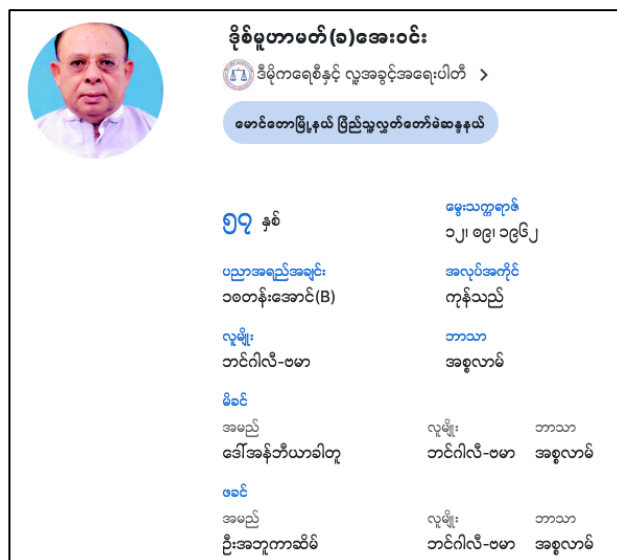 ဒိုစ်မူဟာမတ်(ခ)အေးဝင်း
ဒီမိုကရေစီနှင့် လူ့အခွင့်အရေးပါတီ
မောင်တောမြို့နယ် ပြည်သူ့လွှတ်တော်မဲဆန္ဒနယ်
၅၇ နှစ်
မွေးသက္ကရာဇ်
၁၂၊ ၀၉၊ ၁၉၆၂
ပညာအရည်အချင်း အလုပ်အကိုင်
၁၀တန်းအောင်(B) ကုန်သည်
လူမျိုး ဘာသာ
ဘင်္ဂါလီ-ဗမာ အစ္စလာမ်
မိခင်
အမည် လူမျိုး ဘာသာ
ဒေါ်အန်ဘီယာခါတူ ဘင်္ဂါလီ-ဗမာ အစ္စလာမ်
ဖခင်
အမည် လူမျိုး ဘာသာ
ဦးအဘူကာဆိမ် ဘင်္ဂါလီ-ဗမာ အစ္စလာမ်